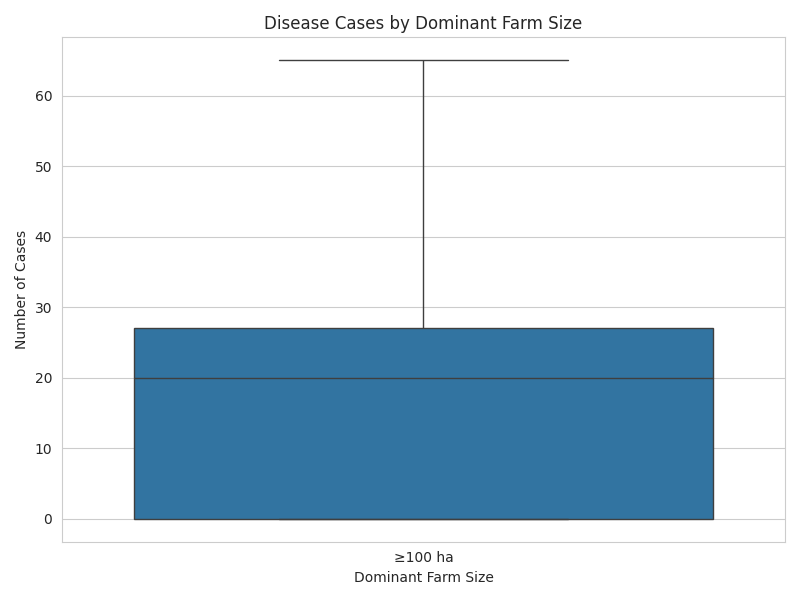 Disease Cases by Dominant Farm Size
Number of Cases
60
50
40
30
20
10
0
≥100 ha
Dominant Farm Size